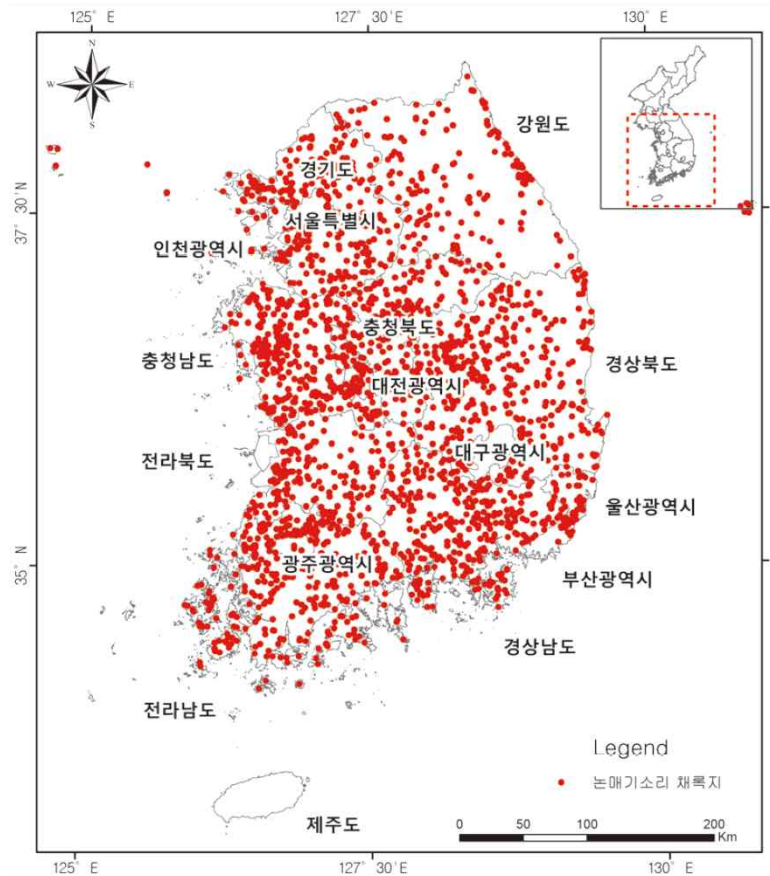 125° E
127° 30 'E
130° E
N
W
E
S
강원도
경기도
37° 30 'N
서울특별시
인천광역시
충청북도
충청남도
경상북도
대전광역시
전라북도
대구광역시
울산광역시
35° N
광주광역시
부산광역시
경상남도
전라남도
Legend
논매기소리 채록지
제주도
0 50 100 200
Km
125° E
127° 30 'E
130° E